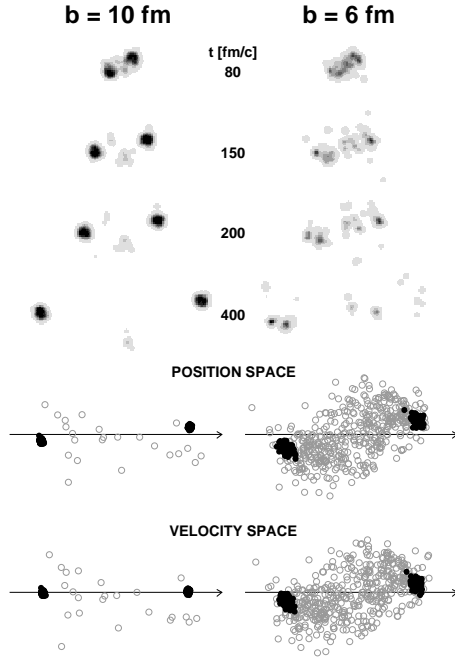 b = 10 fm
b = 6 fm
t [fm/c]
80
150
200
400
POSITION SPACE
VELOCITY SPACE